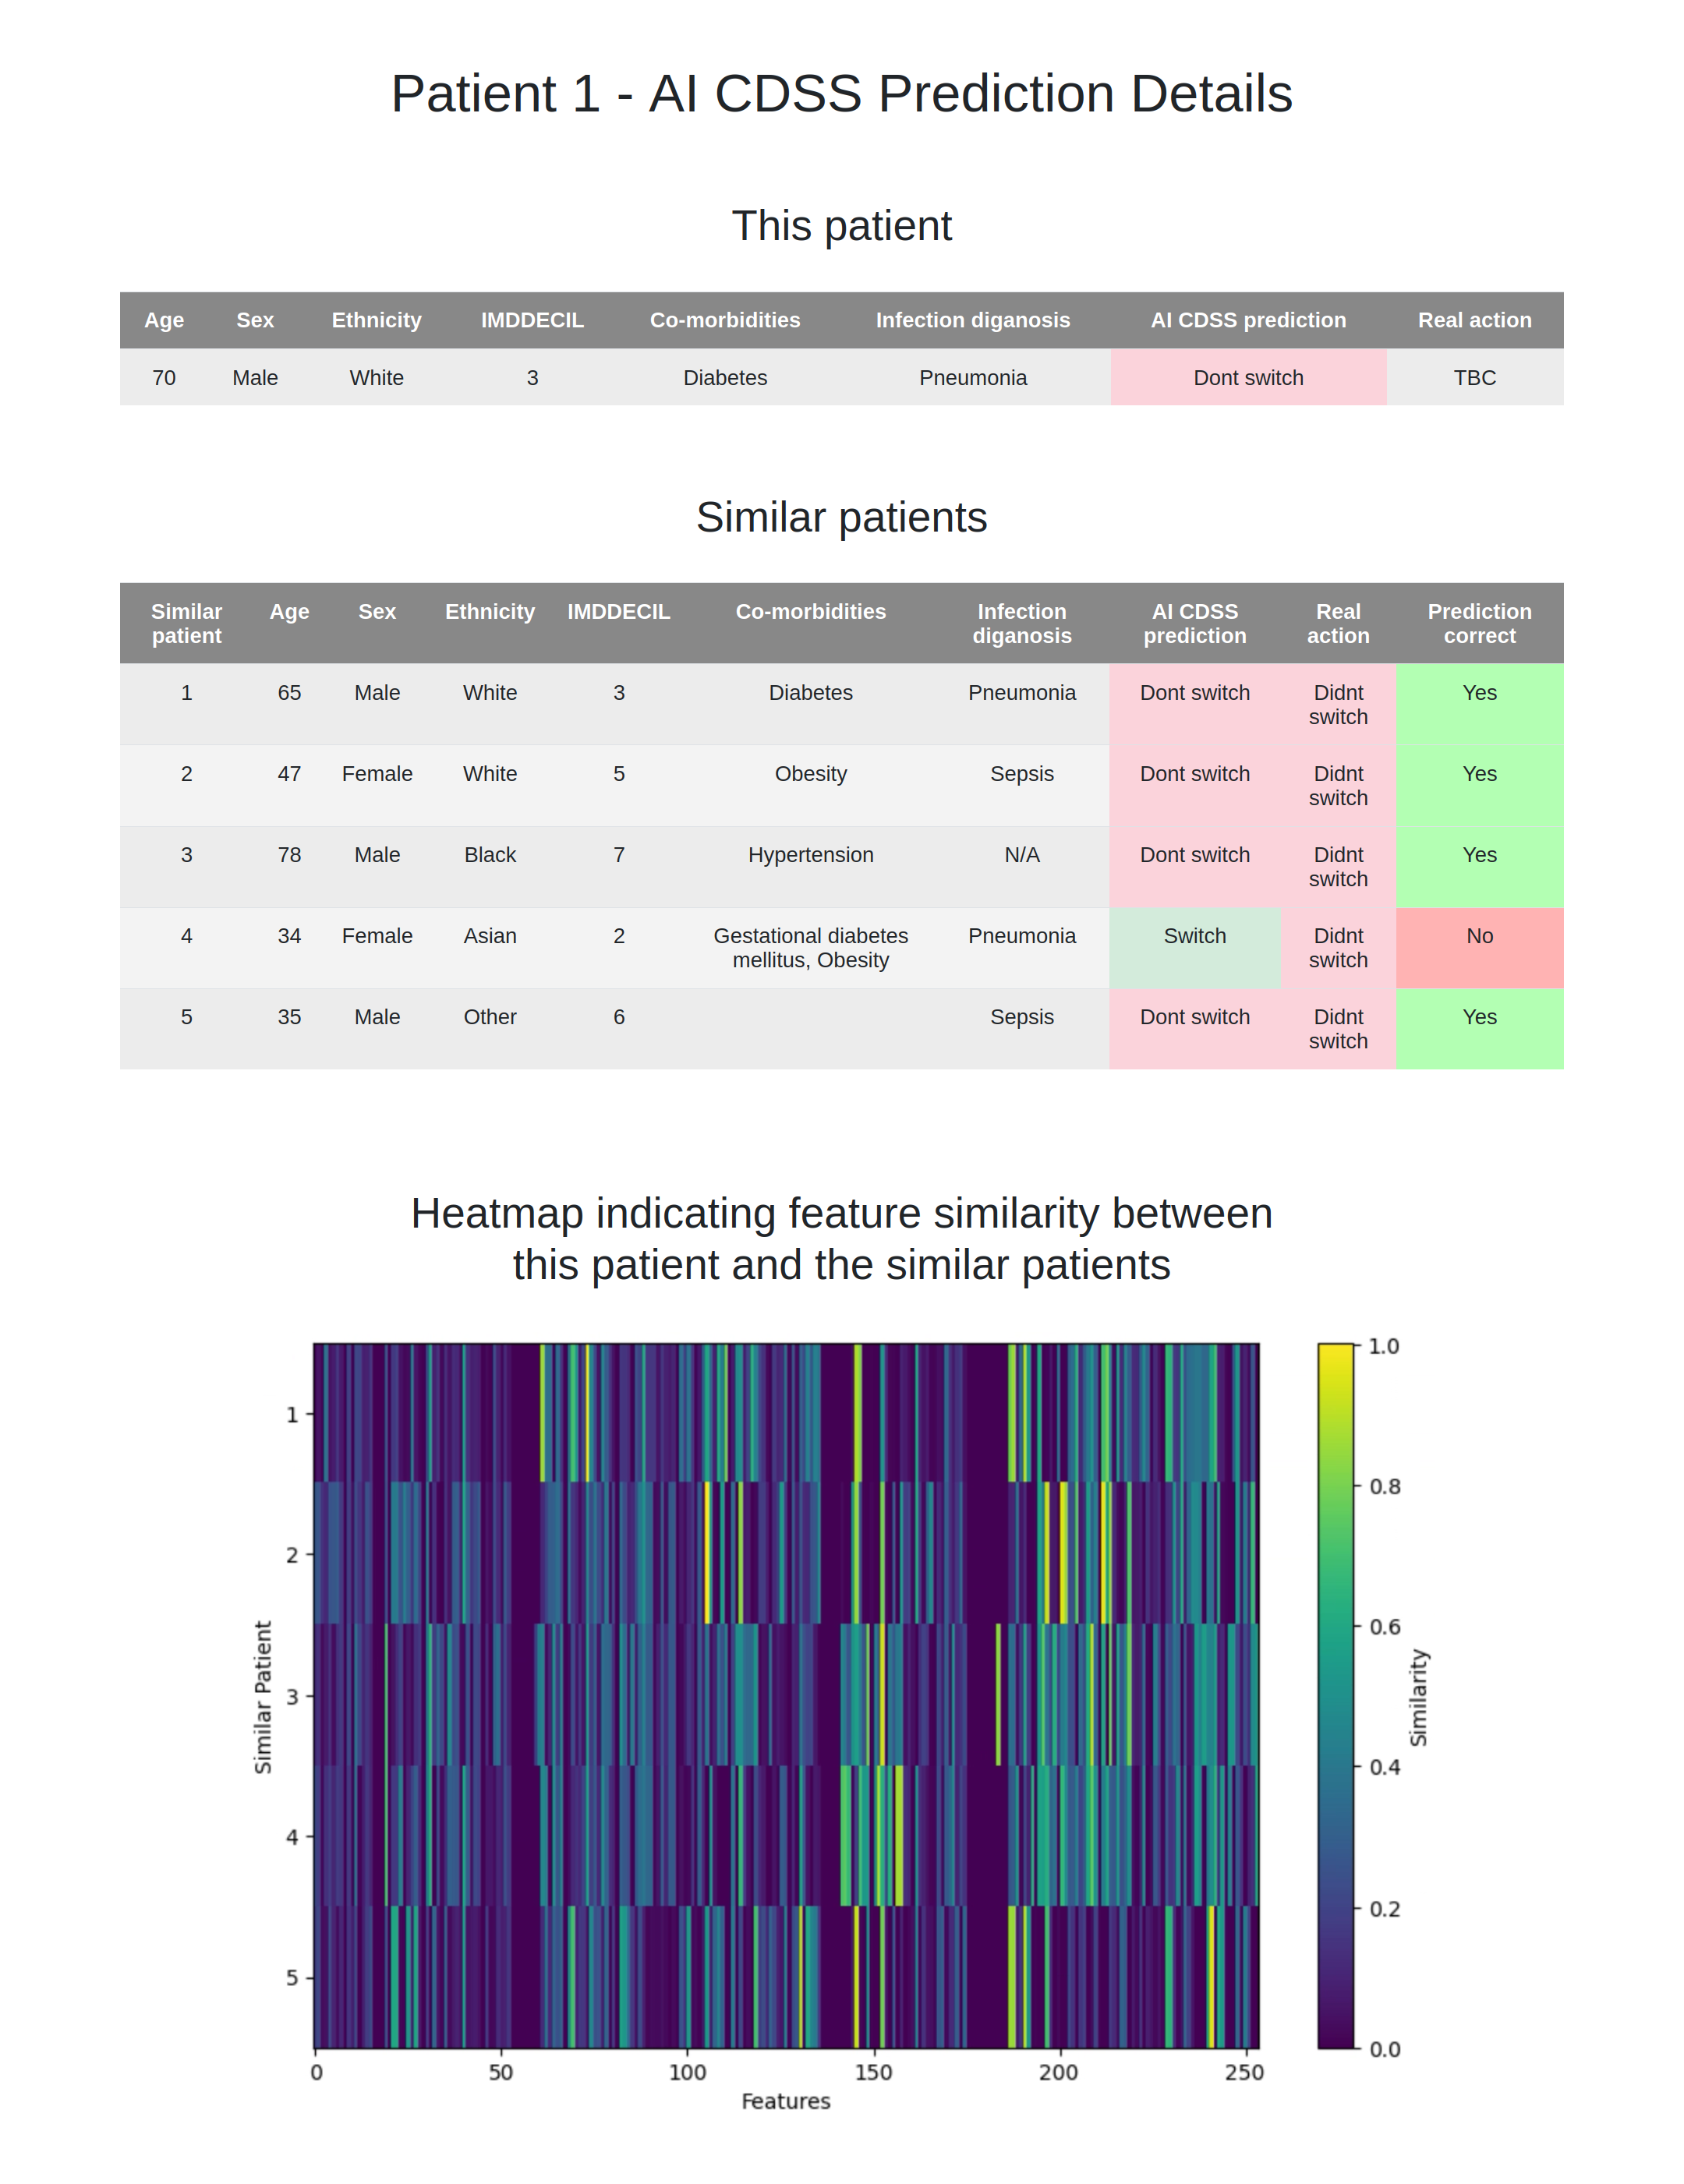 Patient 1 - AI CDSS Prediction Details
This patient
Age Sex Ethnicity IMDDECIL Co-morbidities Infection diganosis AI CDSS prediction Real action
70 Male White 3 Diabetes Pneumonia Dont switch TBC
Similar patients
Similar patient Age Sex Ethnicity IMDDECIL Co-morbidities Infection diganosis AI CDSS prediction Real action Prediction correct
1 65 Male White 3 Diabetes Pneumonia Dont switch Didnt switch Yes
2 47 Female White 5 Obesity Sepsis Dont switch Didnt switch Yes
3 78 Male Black 7 Hypertension N/A Dont switch Didnt switch Yes
4 34 Female Asian 2 Gestational diabetes mellitus, Obesity Pneumonia Switch Didnt switch No
5 35 Male Other 6 Sepsis Dont switch Didnt switch Yes
Heatmap indicating feature similarity between
this patient and the similar patients
Similar Patient
1
2
3
4
5
0 50 100 150 200 250
Features
1.0
0.8
0.6
0.4
0.2
0.0
Similarity